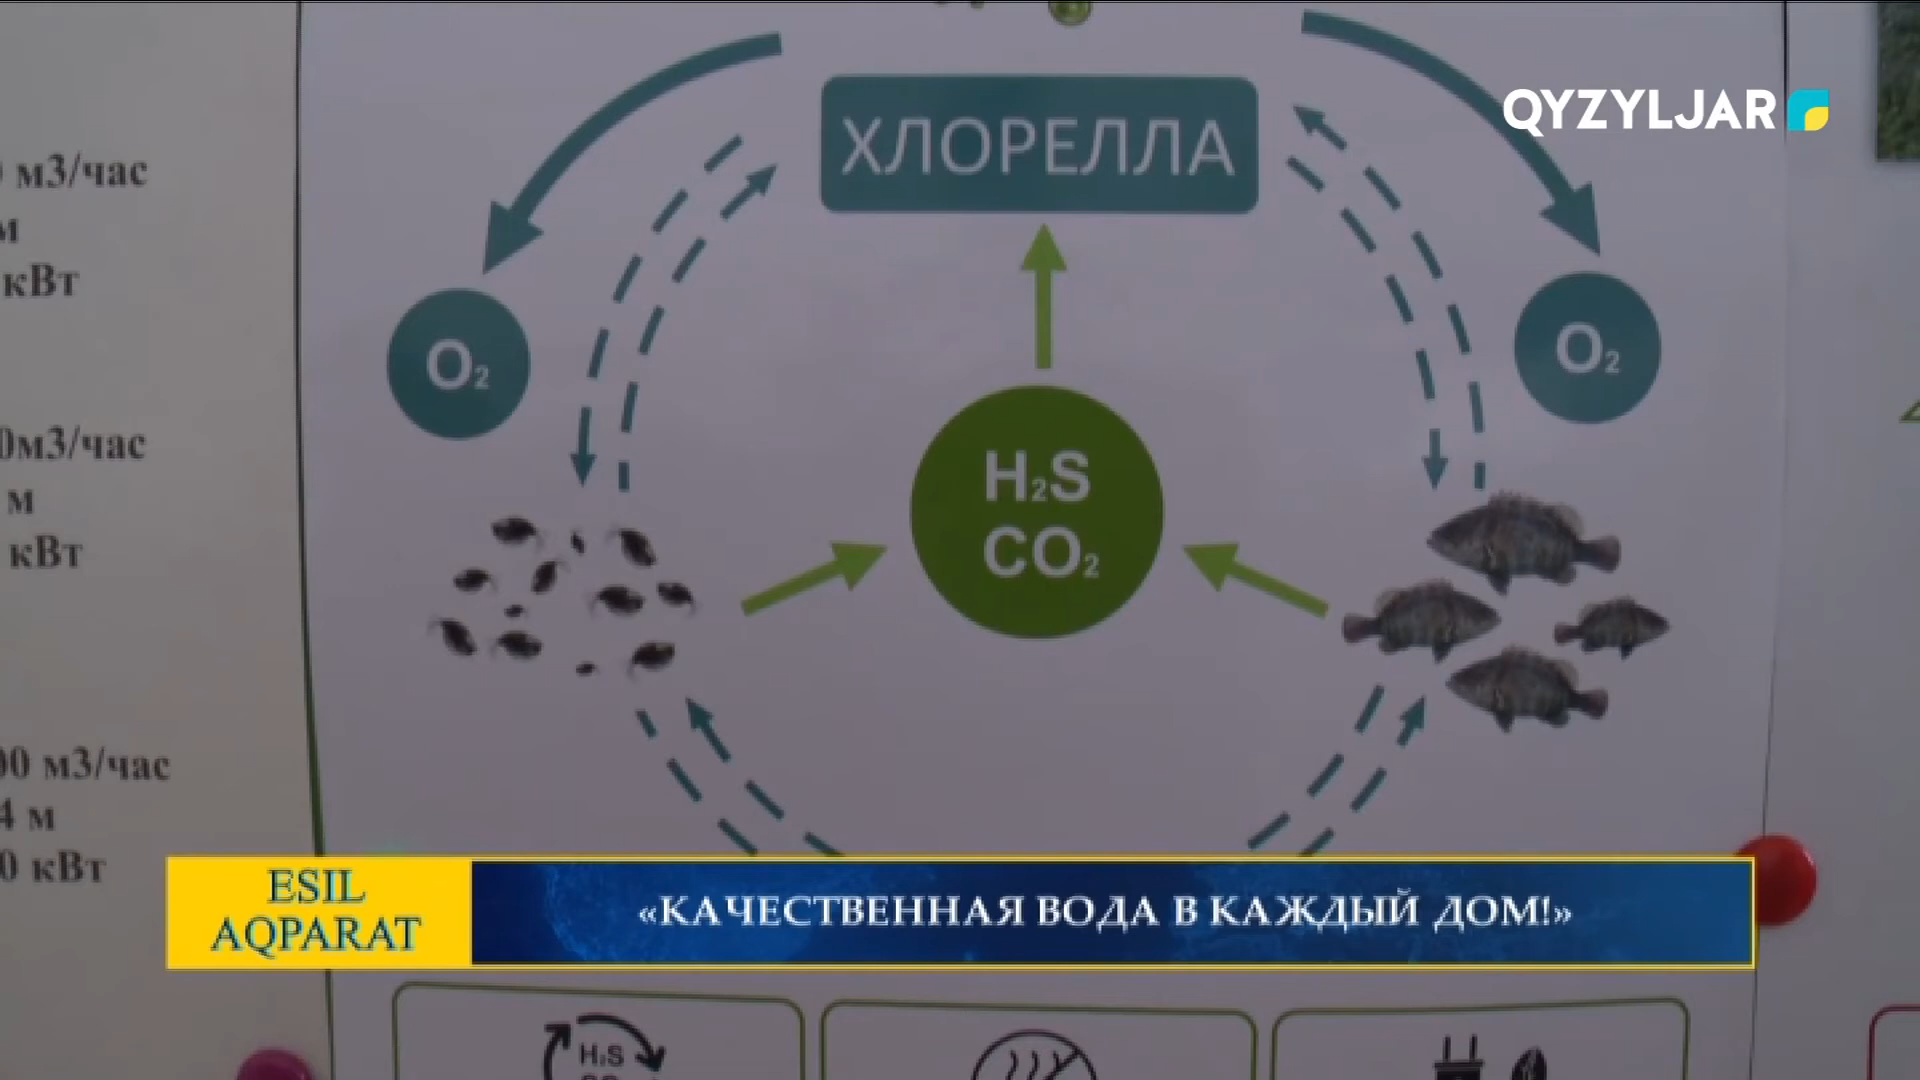 QYZYLJAR
ХЛОРЕЛЛА
м3/час
м
кВт
O₂
O₂
0м3/час
м
кВт
H₂S
CO₂
00 м3/час
4 м
0 кВт
ESIL
AQPARAT
«КАЧЕСТВЕННАЯ ВОДА В КАЖДЫЙ ДОМ!»
H₂S